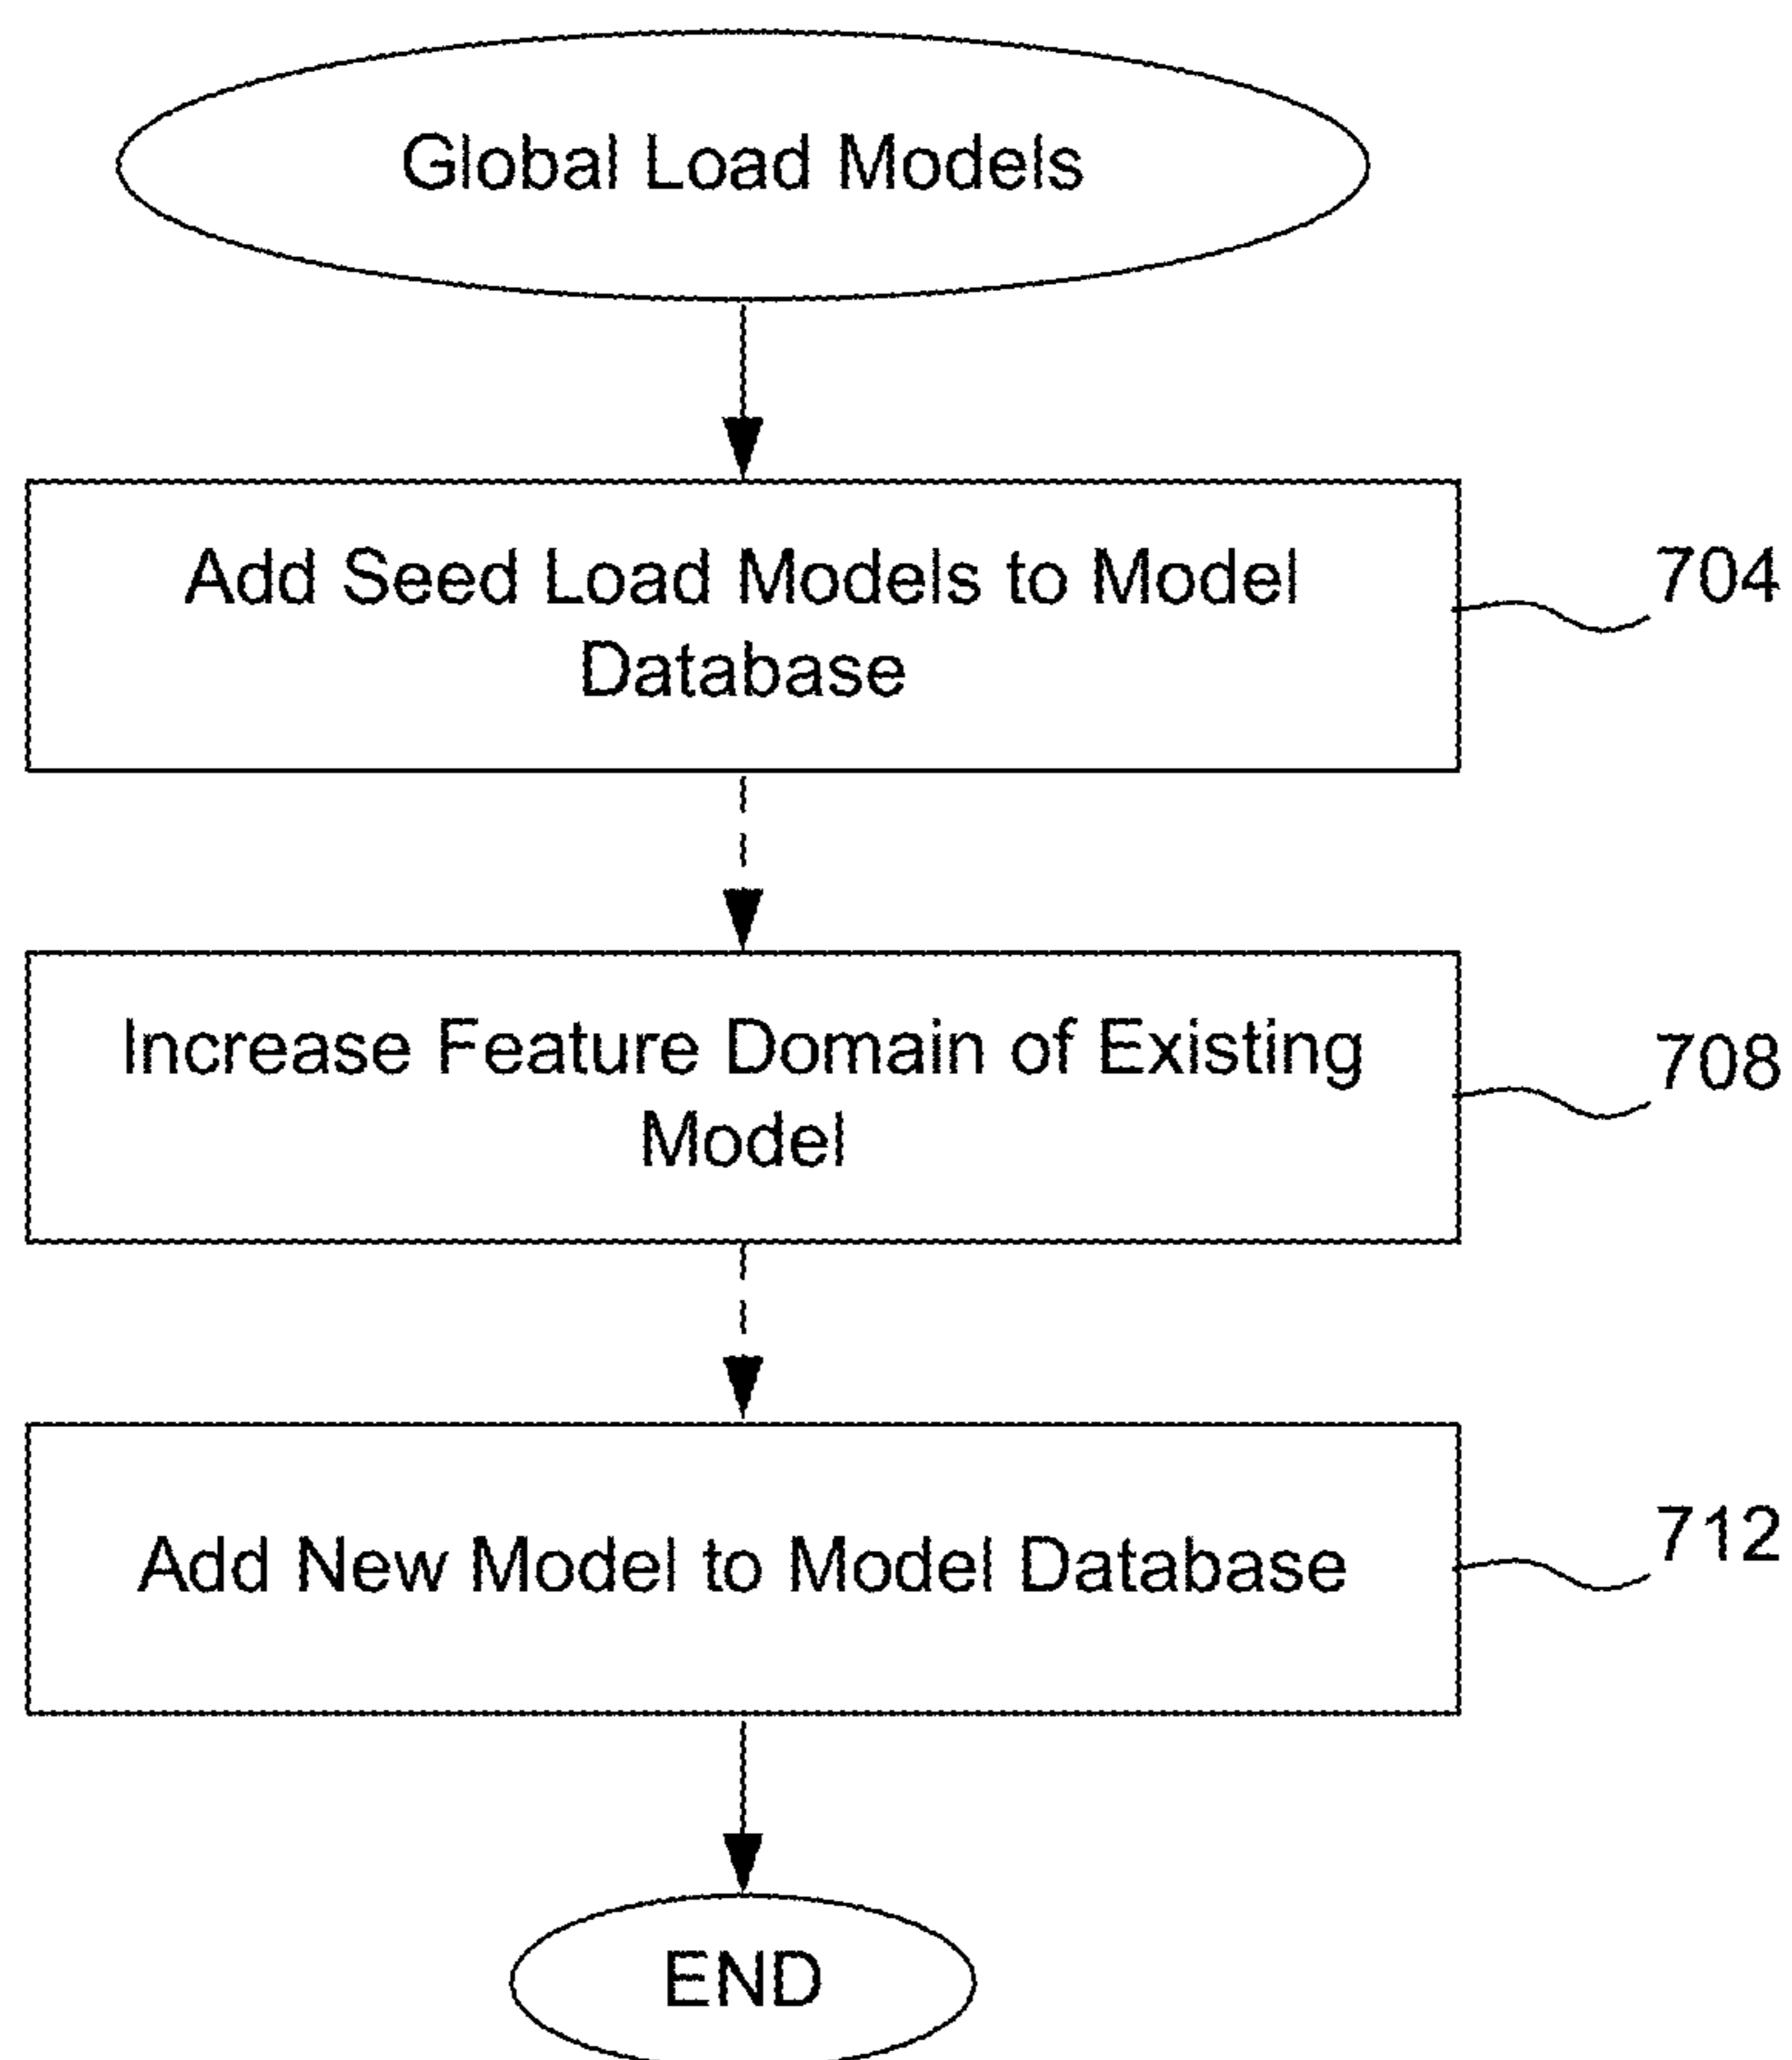 Global Load Models
Add Seed Load Models to Model
Database
704
Increase Feature Domain of Existing
Model
708
Add New Model to Model Database
712
END